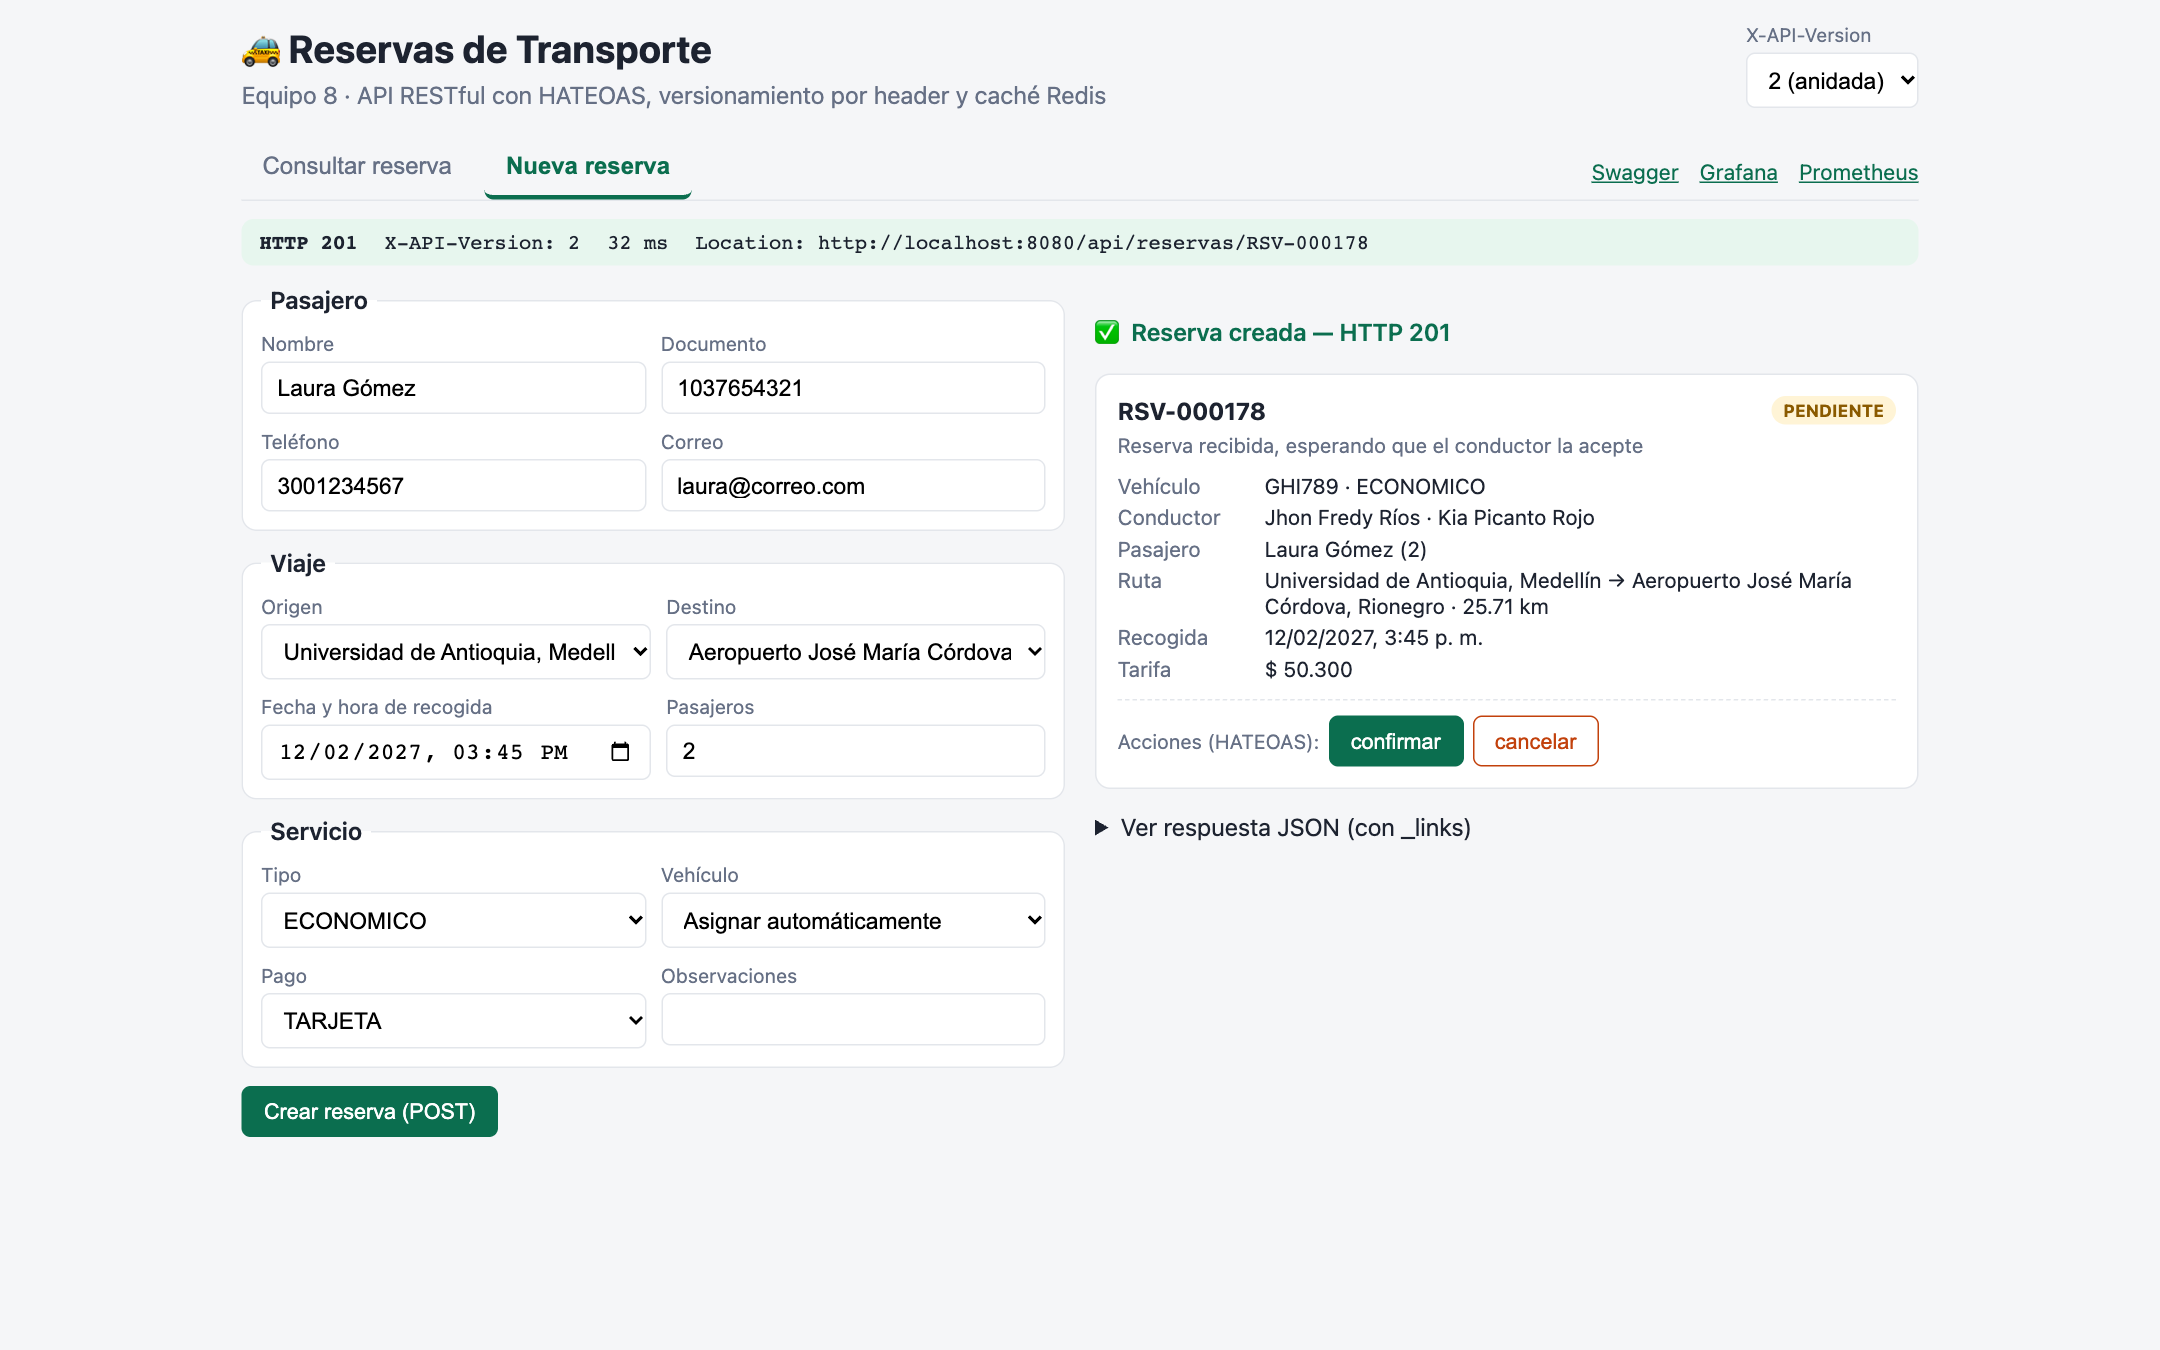 Reservas de Transporte
Equipo 8 · API RESTful con HATEOAS, versionamiento por header y caché Redis
X-API-Version
2 (anidada)
Consultar reserva
Nueva reserva
Swagger
Grafana
Prometheus
HTTP 201 X-API-Version: 2 32 ms Location: http://localhost:8080/api/reservas/RSV-000178
Pasajero
Nombre
Laura Gómez
Documento
1037654321
Teléfono
3001234567
Correo
laura@correo.com
Viaje
Origen
Universidad de Antioquia, Medell
Destino
Aeropuerto José María Córdova
Fecha y hora de recogida
12/02/2027, 03:45 PM
Pasajeros
2
Servicio
Tipo
ECONOMICO
Vehículo
Asignar automáticamente
Pago
TARJETA
Observaciones
Crear reserva (POST)
Reserva creada — HTTP 201
RSV-000178
PENDIENTE
Reserva recibida, esperando que el conductor la acepte
Vehículo GHI789 · ECONOMICO
Conductor Jhon Fredy Ríos · Kia Picanto Rojo
Pasajero Laura Gómez (2)
Ruta Universidad de Antioquia, Medellín → Aeropuerto José María
Córdova, Rionegro · 25.71 km
Recogida 12/02/2027, 3:45 p. m.
Tarifa $ 50.300
Acciones (HATEOAS): confirmar cancelar
Ver respuesta JSON (con _links)